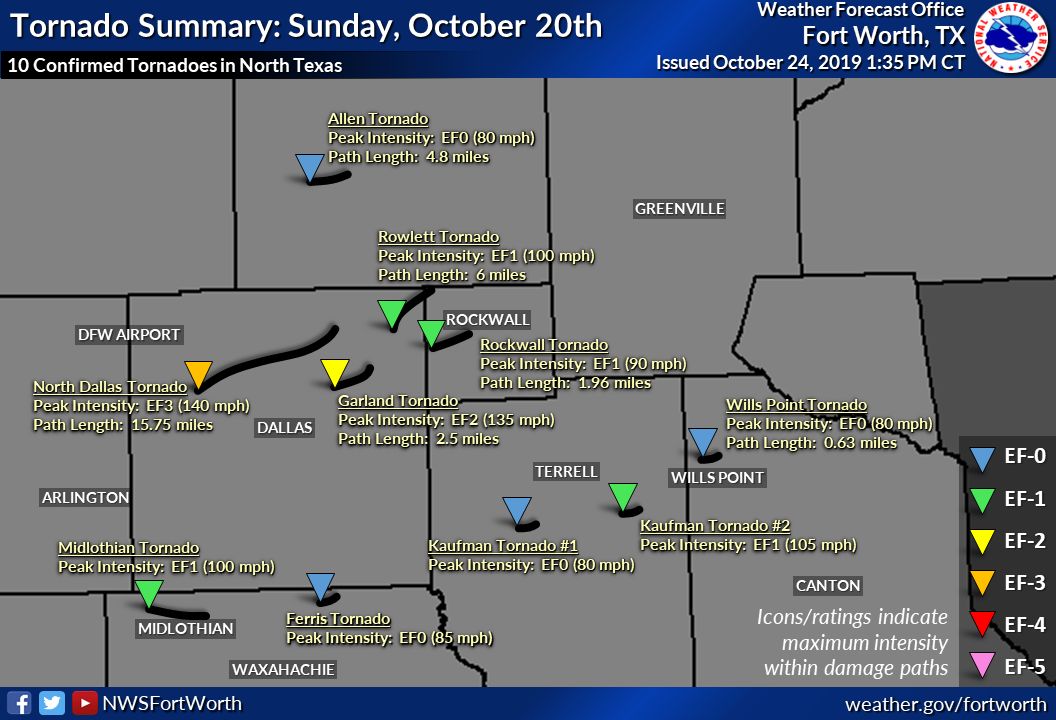 Tornado Summary: Sunday, October 20th
10 Confirmed Tornadoes in North Texas
Weather Forecast Office
Fort Worth, TX
Issued October 24, 2019 1:35 PM CT
NATIONAL WEATHER SERVICE
Allen Tornado
Peak Intensity: EF0 (80 mph)
Path Length: 4.8 miles
GREENVILLE
Rowlett Tornado
Peak Intensity: EF1 (100 mph)
Path Length: 6 miles
DFW AIRPORT
ROCKWALL
Rockwall Tornado
Peak Intensity: EF1 (90 mph)
Path Length: 1.96 miles
North Dallas Tornado
Peak Intensity: EF3 (140 mph)
Path Length: 15.75 miles
Garland Tornado
Peak Intensity: EF2 (135 mph)
Path Length: 2.5 miles
DALLAS
Wills Point Tornado
Peak Intensity: EF0 (80 mph)
Path Length: 0.63 miles
TERRELL
WILLS POINT
ARLINGTON
Kaufman Tornado #2
Peak Intensity: EF1 (105 mph)
Kaufman Tornado #1
Peak Intensity: EF0 (80 mph)
Midlothian Tornado
Peak Intensity: EF1 (100 mph)
CANTON
Ferris Tornado
Peak Intensity: EF0 (85 mph)
MIDLOTHIAN
WAXAHACHIE
Icons/ratings indicate
maximum intensity
within damage paths
EF-0
EF-1
EF-2
EF-3
EF-4
EF-5
NWSFortWorth
weather.gov/fortworth